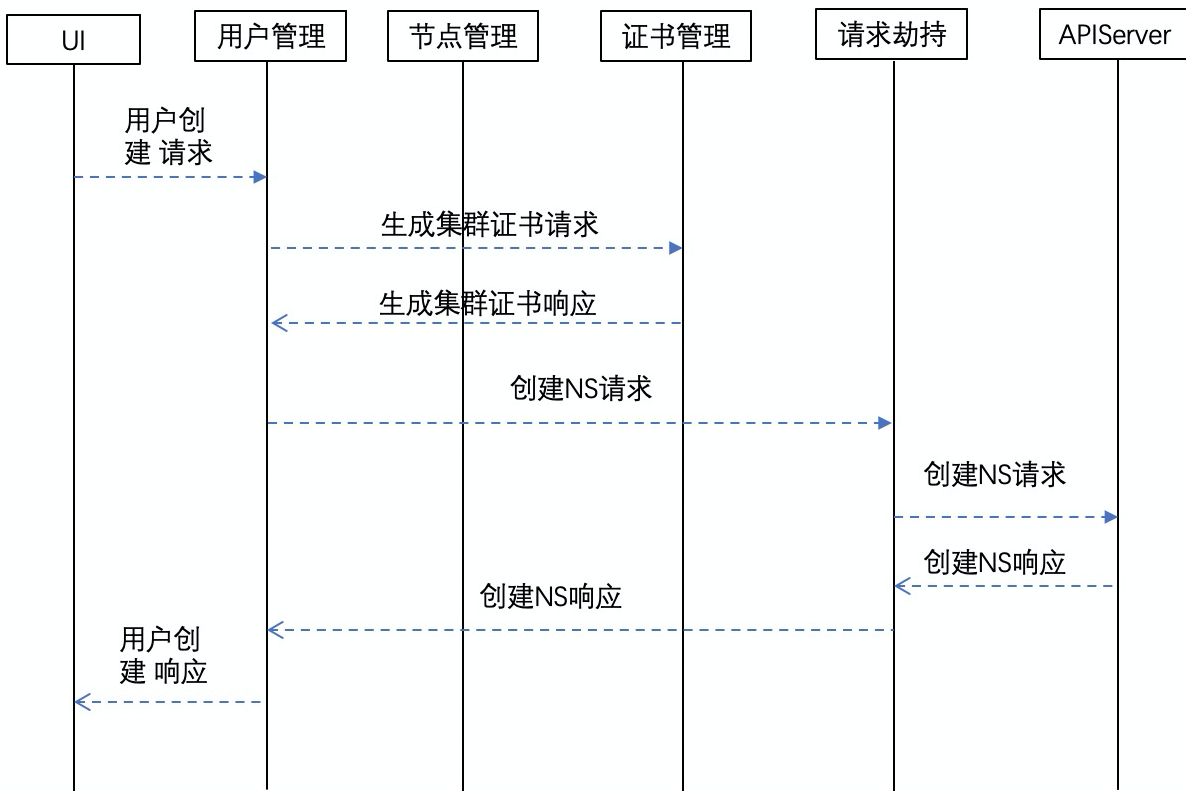 UI
用户管理
节点管理
证书管理
请求劫持
APIServer
用户创
建 请求
生成集群证书请求
生成集群证书响应
创建NS请求
创建NS请求
创建NS响应
创建NS响应
用户创
建 响应